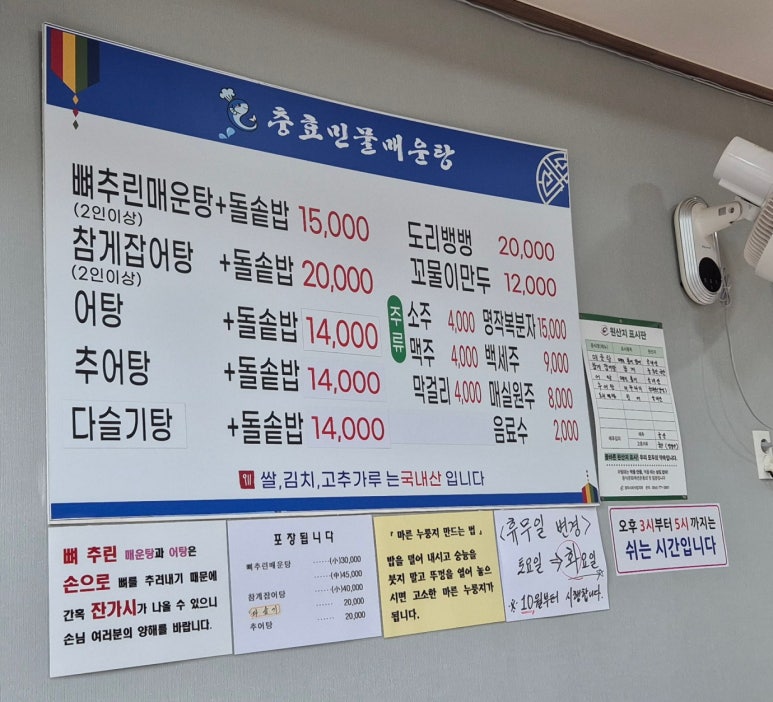 충효민물매운탕
뼈추린매운탕+돌솥밥 15,000
(2인이상)
참게잡어탕 +돌솥밥 20,000
(2인이상)
어탕 +돌솥밥 14,000
추어탕 +돌솥밥 14,000
다슬기탕 +돌솥밥 14,000
도리뱅뱅 20,000
꼬물이만두 12,000
주류
소주 4,000 명작복분자 15,000
맥주 4,000 백세주 9,000
막걸리 4,000 매실원주 8,000
음료수 2,000
쌀,김치,고추가루 는국내산 입니다
원산지 표시판
뼈 추린 매운탕과 어탕은
손으로 뼈를 추려내기 때문에
간혹 잔가시가 나올 수 있으니
손님 여러분의 양해를 바랍니다.
포장됩니다
뼈추린매운탕 ······(小)30,000
······(中)45,000
참게잡어탕 ······(小)40,000
······ 20,000
추어탕 ······ 20,000
「 마른 누룽지 만드는 법 」
밥을 덜어 내시고 숭늉을
붓지 말고 뚜껑을 열어 놓으
시면 고소한 마른 누룽지가
됩니다.
<휴무일 변경>
토요일 ⇒ 화요일
※ 10월부터 시행합니다.
오후 3시부터 5시 까지는
쉬는 시간입니다